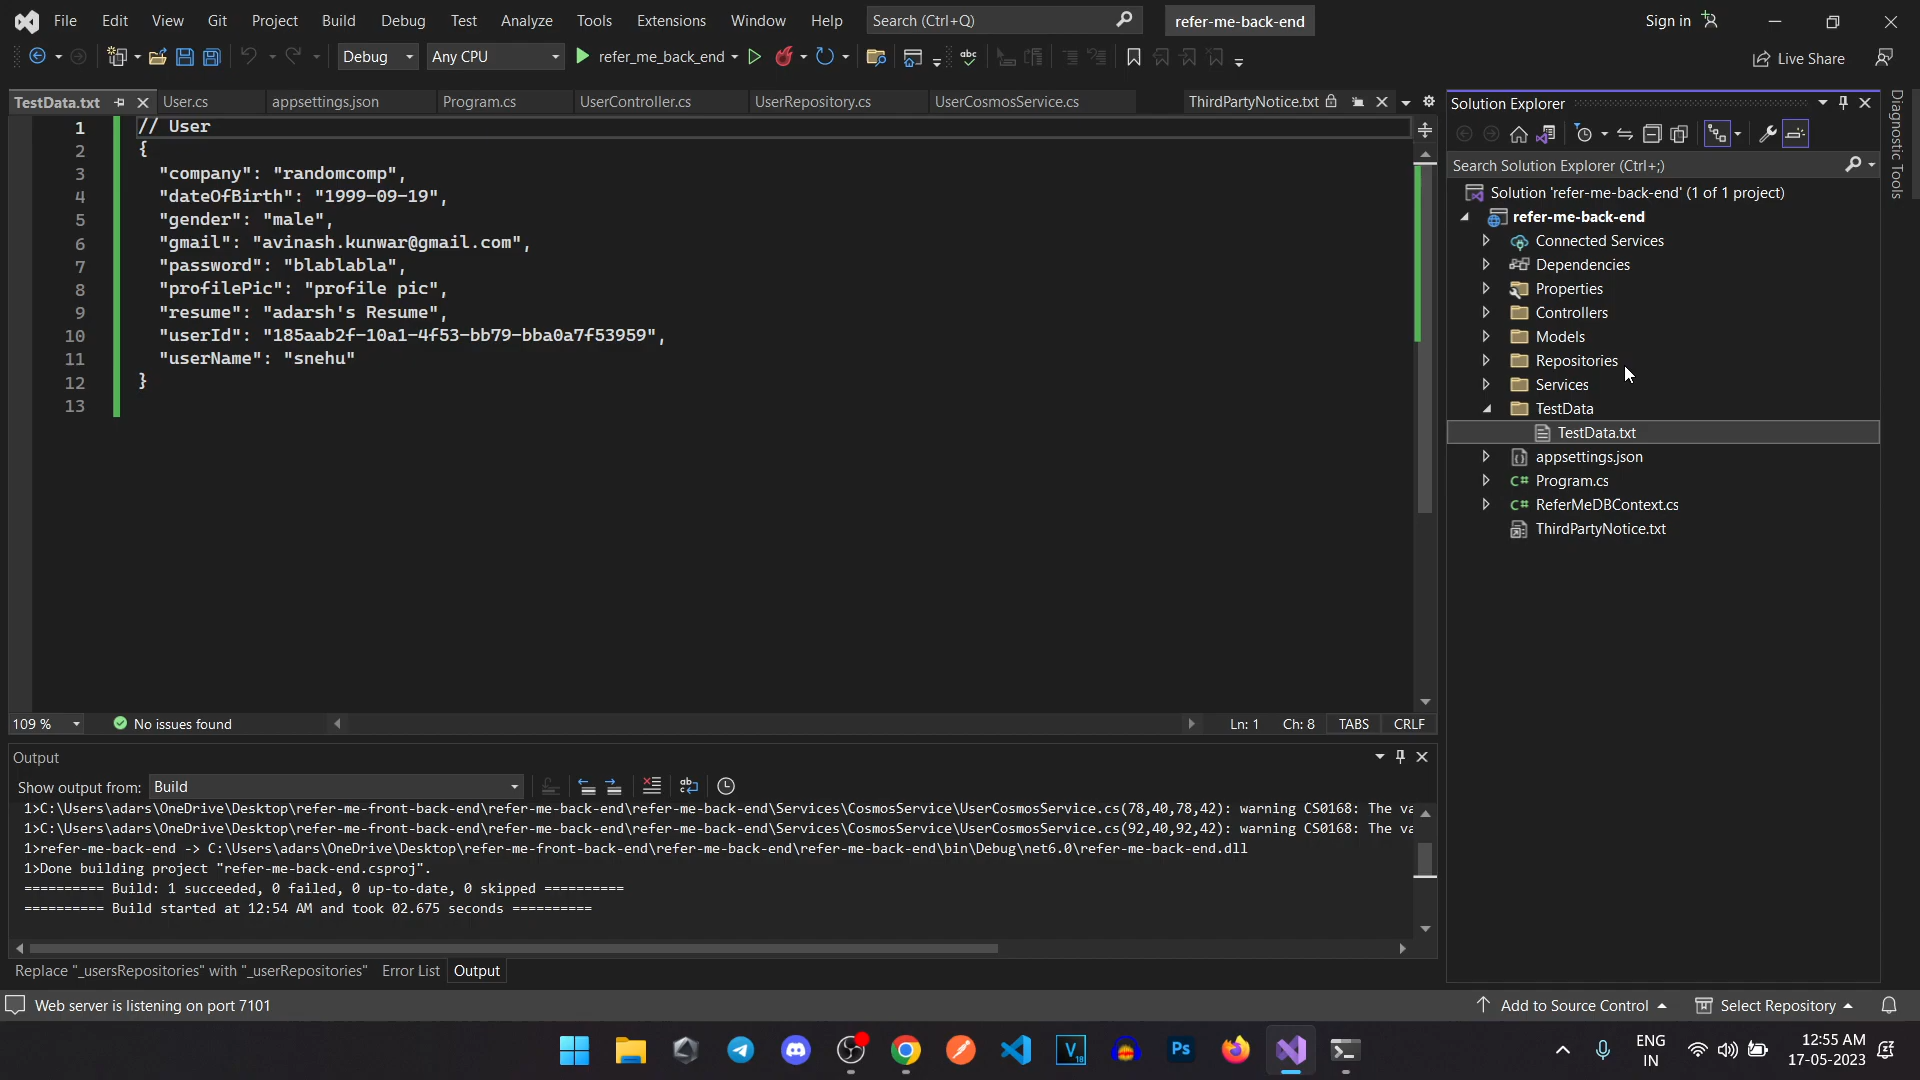 File Edit View Git Project Build Debug Test Analyze Tools Extensions Window Help Search (Ctrl+Q) refer-me-back-end Sign in
Debug Any CPU refer_me_back_end Live Share
TestData.txt User.cs appsettings.json Program.cs UserController.cs UserRepository.cs UserCosmosService.cs ThirdPartyNotice.txt
1 // User
2 {
3 "company": "randomcomp",
4 "dateOfBirth": "1999-09-19",
5 "gender": "male",
6 "gmail": "avinash.kunwar@gmail.com",
7 "password": "blablabla",
8 "profilePic": "profile pic",
9 "resume": "adarsh's Resume",
10 "userId": "185aab2f-10a1-4f53-bb79-bba0a7f53959",
11 "userName": "snehu"
12 }
13
109 % No issues found Ln: 1 Ch: 8 TABS CRLF
Output
Show output from: Build
1>C:\Users\adars\OneDrive\Desktop\refer-me-front-back-end\refer-me-back-end\refer-me-back-end\Services\CosmosService\UserCosmosService.cs(78,40,78,42): warning CS0168: The va
1>C:\Users\adars\OneDrive\Desktop\refer-me-front-back-end\refer-me-back-end\refer-me-back-end\Services\CosmosService\UserCosmosService.cs(92,40,92,42): warning CS0168: The va
1>refer-me-back-end -> C:\Users\adars\OneDrive\Desktop\refer-me-front-back-end\refer-me-back-end\refer-me-back-end\bin\Debug\net6.0\refer-me-back-end.dll
1>Done building project "refer-me-back-end.csproj".
========== Build: 1 succeeded, 0 failed, 0 up-to-date, 0 skipped ==========
========== Build started at 12:54 AM and took 02.675 seconds ==========
Replace "_usersRepositories" with "_userRepositories" Error List Output
Solution Explorer
Search Solution Explorer (Ctrl+;)
Solution 'refer-me-back-end' (1 of 1 project)
refer-me-back-end
Connected Services
Dependencies
Properties
Controllers
Models
Repositories
Services
TestData
TestData.txt
appsettings.json
C# Program.cs
C# ReferMeDBContext.cs
ThirdPartyNotice.txt
Diagnostic Tools
Web server is listening on port 7101 Add to Source Control Select Repository
V 18
Ps
ENG
IN
12:55 AM
17-05-2023